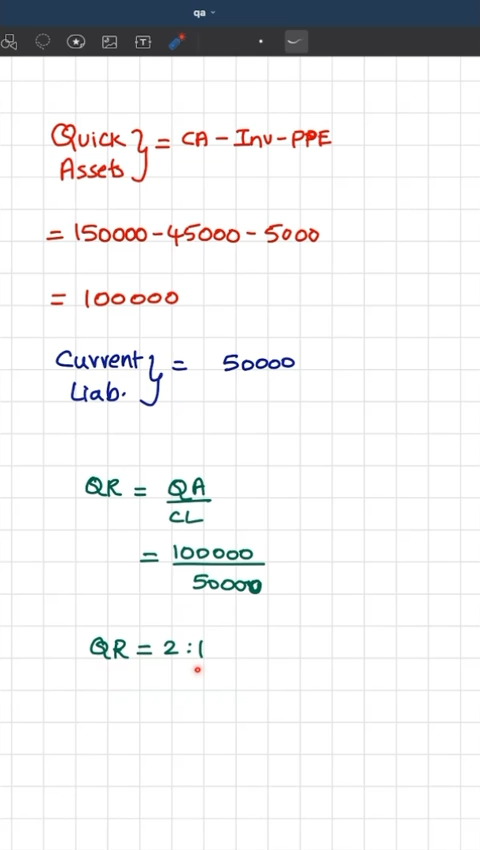 qa
Quick } = CA - Inv - PPE
Assets
= 150000 - 45000 - 5000
= 100000
Current } = 50000
Liab.
QR = QA
CL
= 100000
50000
QR = 2:1